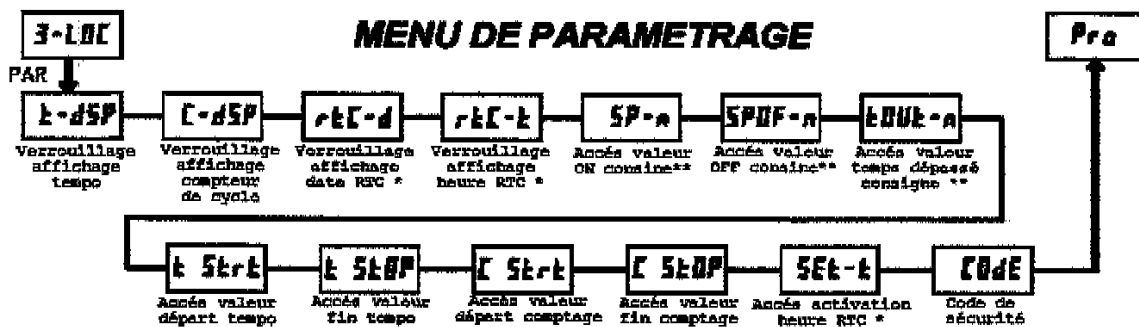 3-LOC
MENU DE PARAMETRAGE
Pro
PAR
t-dSP
C-dSP
rtC-d
rtC-t
SP-n
SPOF-n
tOUt-n
Verrouillage
affichage
tempo
Verrouillage
affichage
compteur
de cyclo
Verrouillage
affichage
date RTC *
Verrouillage
affichage
heure RTC *
Accés valeur
ON consine**
Accés valeur
OFF consine**
Accés valeur
temps dépassé
consigne **
t Strt
t StOP
C Strt
C StOP
SEt-t
COdE
Accés valeur
départ tempo
Accés valeur
fin tempo
Accés valeur
départ comptage
Accés valeur
fin comptage
Accés activation
heure RTC *
Code de
sécurité